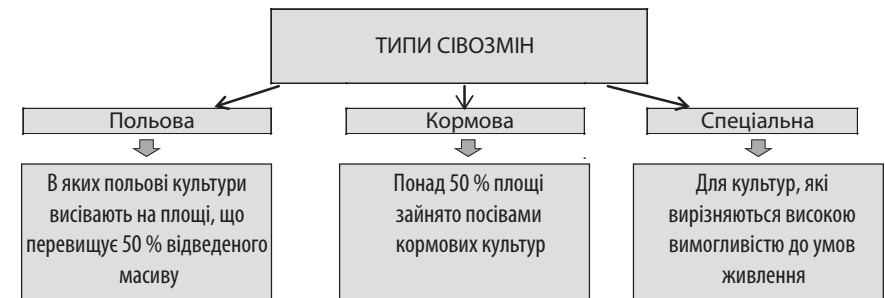 ТИПИ СІВОЗМІН
Польова
Кормова
Спеціальна
В яких польові культури
висівають на площі, що
перевищує 50 % відведеного
масиву
Понад 50 % площі
зайнято посівами
кормових культур
Для культур, які
вирізняються високою
вимогливістю до умов
живлення